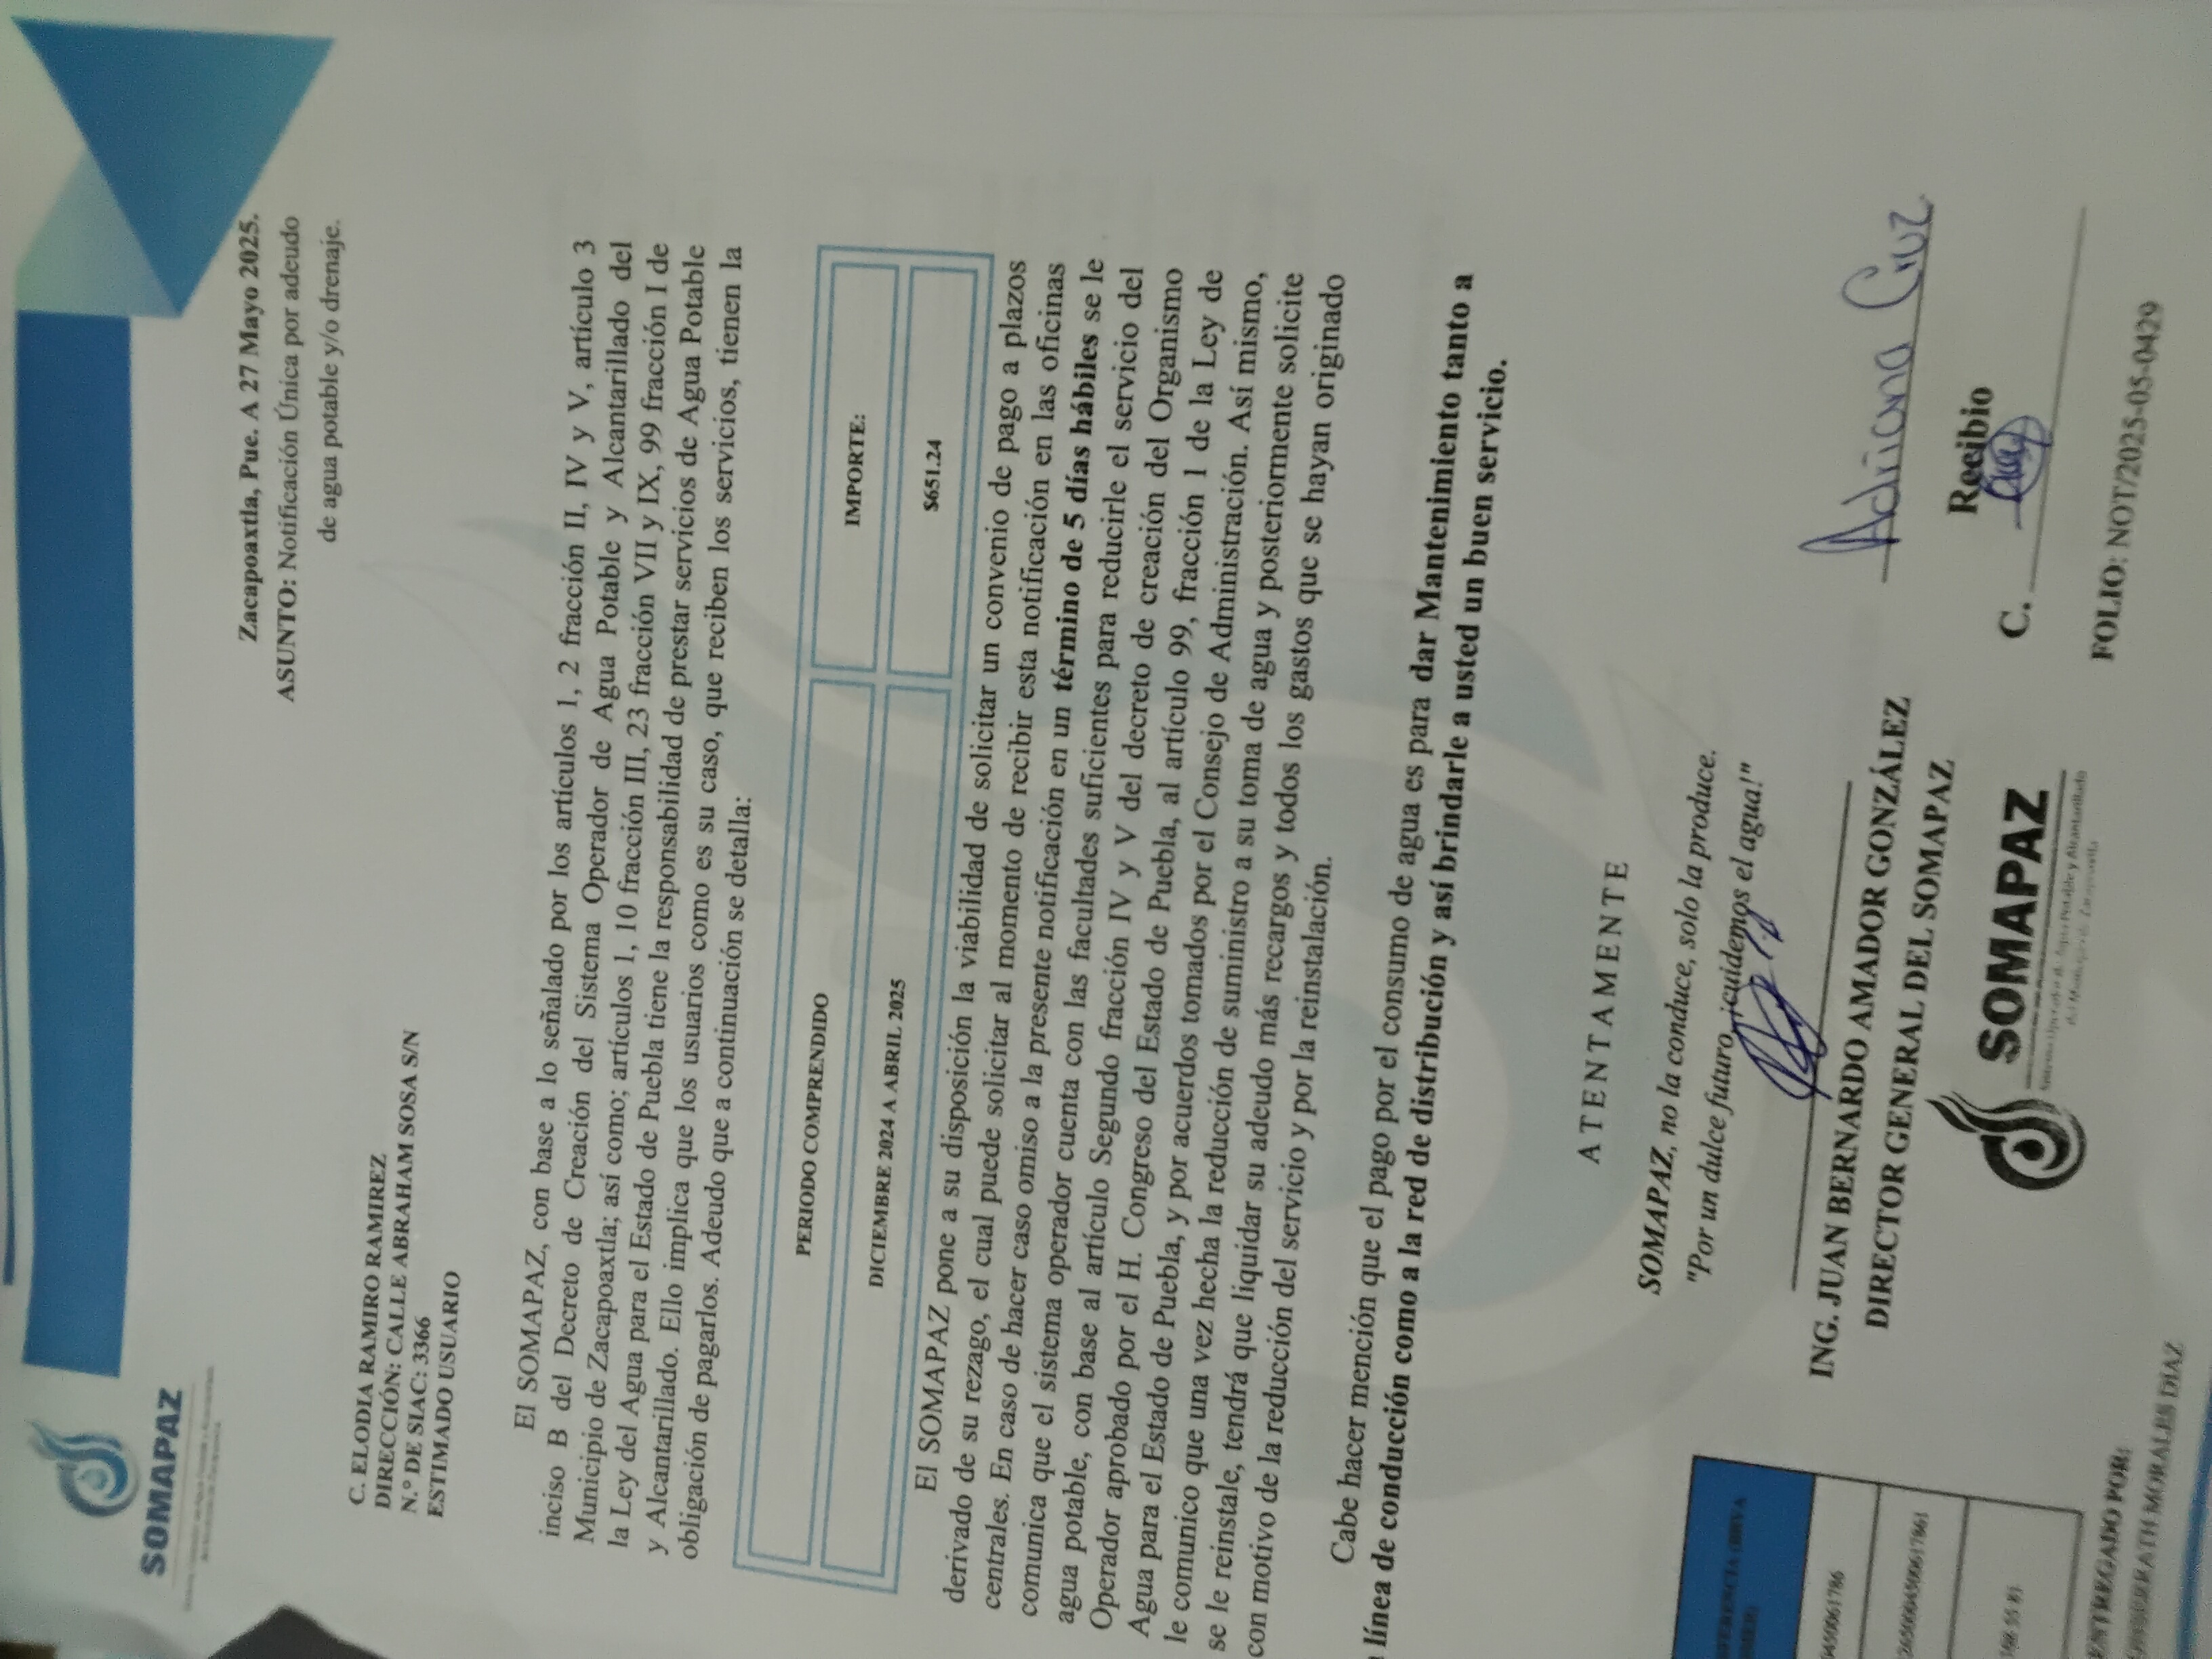 SOMAPAZ
Zacapoaxtla, Pue. A 27 Mayo 2025.
ASUNTO: Notificación Única por adeudo
de agua potable y/o drenaje.
C. ELODIA RAMIRO RAMIREZ
DIRECCIÓN: CALLE ABRAHAM SOSA S/N
N.° DE SIAC: 3366
ESTIMADO USUARIO
El SOMAPAZ, con base a lo señalado por los artículos 1, 2 fracción II, IV y V, artículo 3
inciso B del Decreto de Creación del Sistema Operador de Agua Potable y Alcantarillado del
Municipio de Zacapoaxtla; así como; artículos 1, 10 fracción III, 23 fracción VII y IX, 99 fracción I de
la Ley del Agua para el Estado de Puebla tiene la responsabilidad de prestar servicios de Agua Potable
y Alcantarillado. Ello implica que los usuarios como es su caso, que reciben los servicios, tienen la
obligación de pagarlos. Adeudo que a continuación se detalla:
PERIODO COMPRENDIDO
IMPORTE:
DICIEMBRE 2024 A ABRIL 2025
$651.24
El SOMAPAZ pone a su disposición la viabilidad de solicitar un convenio de pago a plazos
derivado de su rezago, el cual puede solicitar al momento de recibir esta notificación en las oficinas
centrales. En caso de hacer caso omiso a la presente notificación en un término de 5 días hábiles se le
comunica que el sistema operador cuenta con las facultades suficientes para reducirle el servicio del
agua potable, con base al artículo Segundo fracción IV y V del decreto de creación del Organismo
Operador aprobado por el H. Congreso del Estado de Puebla, al artículo 99, fracción 1 de la Ley de
Agua para el Estado de Puebla, y por acuerdos tomados por el Consejo de Administración. Así mismo,
le comunico que una vez hecha la reducción de suministro a su toma de agua y posteriormente solicite
se le reinstale, tendrá que liquidar su adeudo más recargos y todos los gastos que se hayan originado
con motivo de la reducción del servicio y por la reinstalación.
Cabe hacer mención que el pago por el consumo de agua es para dar Mantenimiento tanto a
línea de conducción como a la red de distribución y así brindarle a usted un buen servicio.
ATENTAMENTE
SOMAPAZ, no la conduce, solo la produce.
"Por un dulce futuro, ¡cuidemos el agua!"
ING. JUAN BERNARDO AMADOR GONZÁLEZ
DIRECTOR GENERAL DEL SOMAPAZ
SOMAPAZ
Sistema Operador de Agua Potable y Alcantarillado
del Municipio de Zacapoaxtla
Adriana Cruz
Recibio
C.
FOLIO: NOT/2025-05-0429
ENTREGADO POR:
MORALES DIAZ